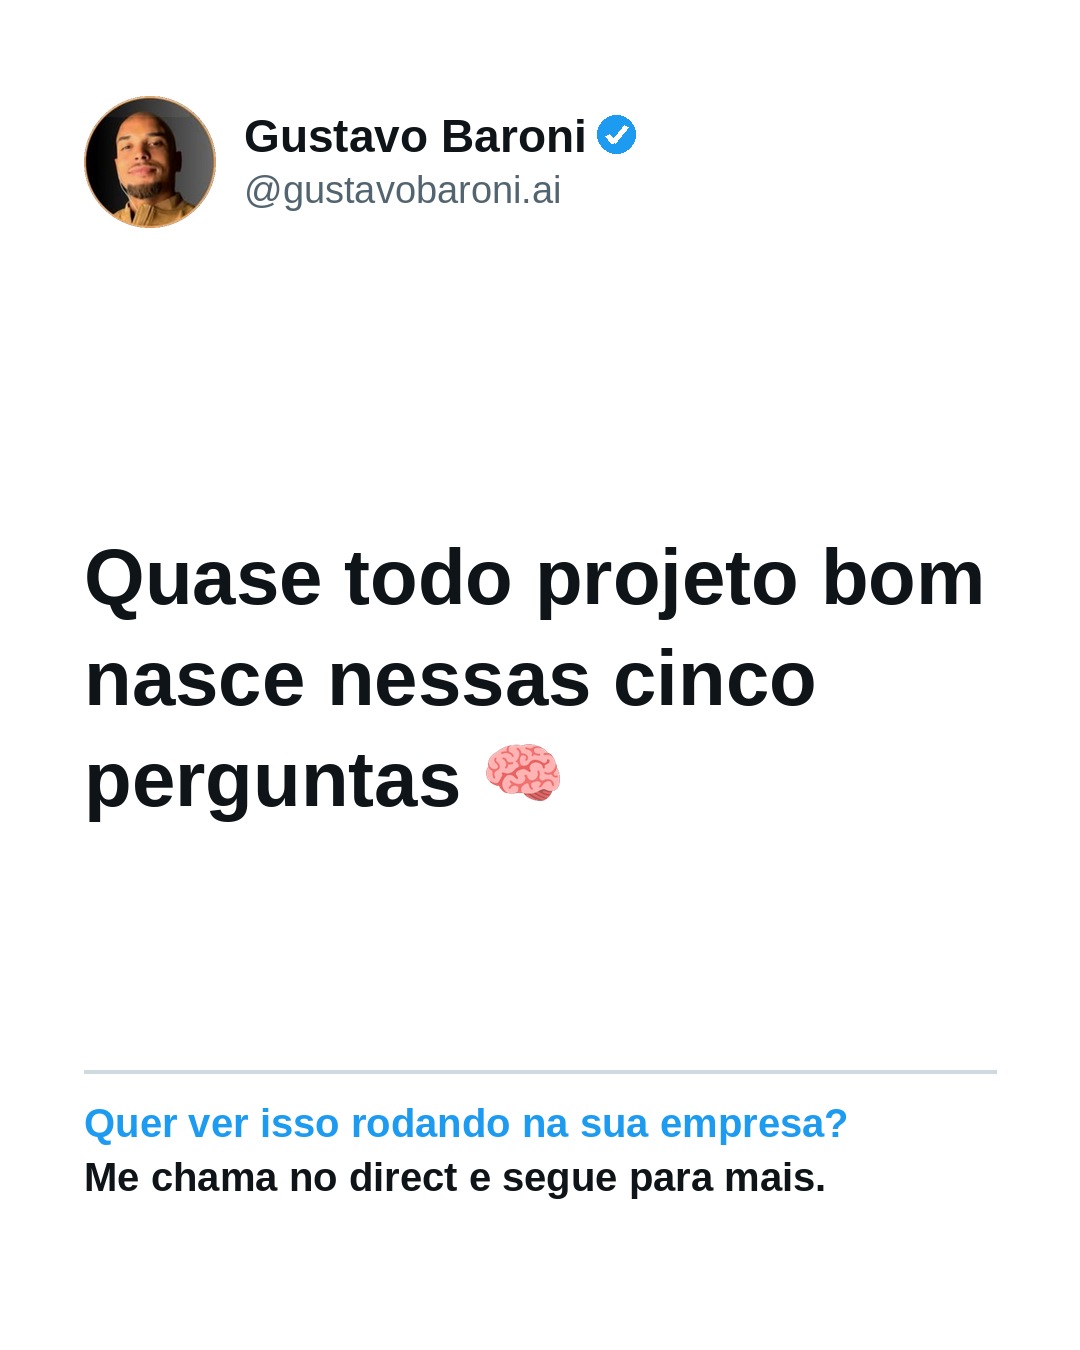 Gustavo Baroni
@gustavobaroni.ai
Quase todo projeto bom
nasce nessas cinco
perguntas 🧠
Quer ver isso rodando na sua empresa?
Me chama no direct e segue para mais.